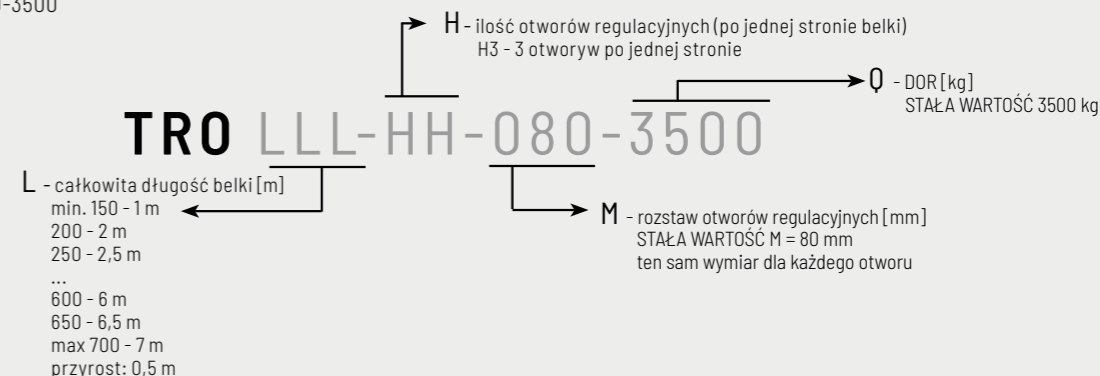 -3500
H - ilość otworów regulacyjnych (po jednej stronie belki)
H3 - 3 otworyw po jednej stronie
Q - DOR [kg]
STAŁA WARTOŚĆ 3500 kg
TRO LLL-HH-080-3500
L - całkowita długość belki [m]
min. 150 - 1 m
200 - 2 m
250 - 2,5 m
...
600 - 6 m
650 - 6,5 m
max 700 - 7 m
przyrost: 0,5 m
M - rozstaw otworów regulacyjnych [mm]
STAŁA WARTOŚĆ M = 80 mm
ten sam wymiar dla każdego otworu